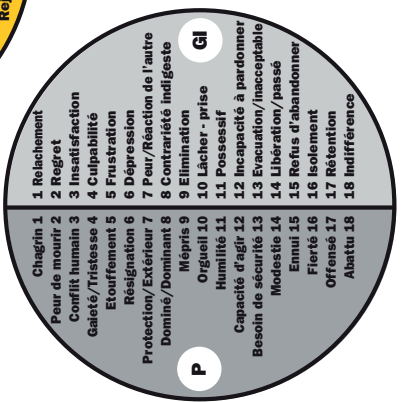 Rej
P
Chagrin 1
Peur de mourir 2
Conflit humain 3
Gaieté/Tristesse 4
Etouffement 5
Résignation 6
Protection/Extérieur 7
Dominé/Dominant 8
Mépris 9
Orgueil 10
Humilité 11
Capacité d'agir 12
Besoin de sécurité 13
Modestie 14
Ennui 15
Fierté 16
Offensé 17
Abattu 18
GI
1 Relachement
2 Regret
3 Insatisfaction
4 Culpabilité
5 Frustration
6 Dépression
7 Peur/Réaction de l'autre
8 Contrariété indigeste
9 Elimination
10 Lâcher - prise
11 Possessif
12 Incapacité à pardonner
13 Evacuation/inacceptable
14 Libération/passé
15 Refus d'abandonner
16 Isolement
17 Rétention
18 Indifférence